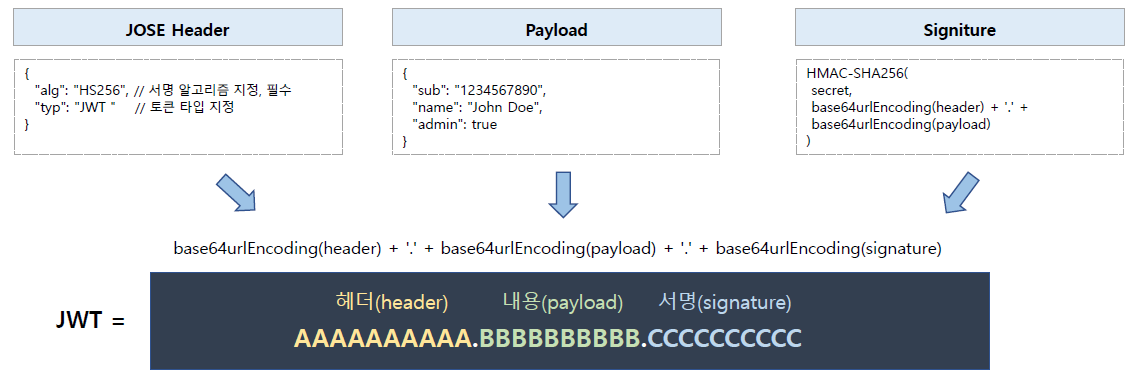 JOSE Header
{
"alg": "HS256", // 서명 알고리즘 지정, 필수
"typ": "JWT "    // 토큰 타입 지정
}
Payload
{
"sub": "1234567890",
"name": "John Doe",
"admin": true
}
Signiture
HMAC-SHA256(
secret,
base64urlEncoding(header) + '.' +
base64urlEncoding(payload)
)
base64urlEncoding(header) + '.' + base64urlEncoding(payload) + '.' + base64urlEncoding(signature)
JWT =
헤더(header) 내용(payload) 서명(signature)
AAAAAAAAAA.BBBBBBBBBB.CCCCCCCCCC